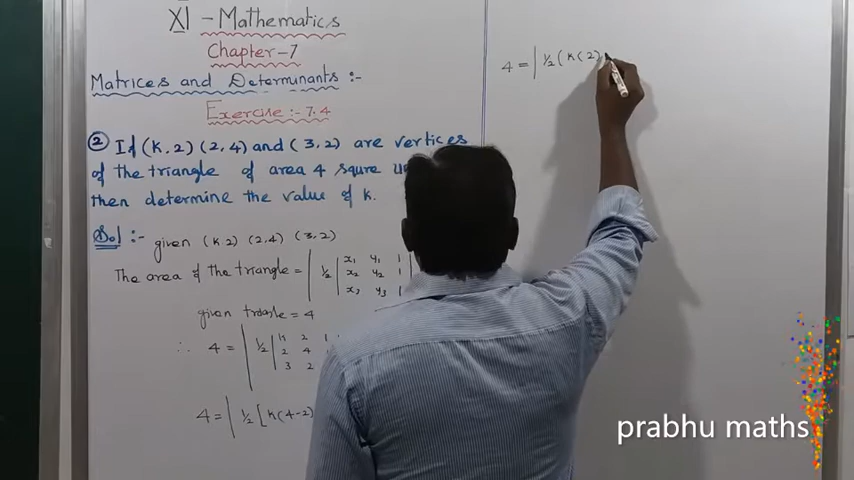 XI - Mathematics
Chapter-7
Matrices and Determinants :-
Exercise :- 7.4
② If (K,2) (2,4) and (3,2) are vertices
of the triangle of area 4 squre
then determine the value of k.
Sol :- given (k 2) (2,4) (3,2)
The area of the triangle = | 1/2 | x₁ y₁ 1
x₂ y₂ 1
x₃ y₃ 1
given = 4
∴ 4 = | 1/2 | k 2 1
2 4
3 2
4 = | 1/2 [ k(4-2)
4 = | 1/2 ( k(2)
prabhu maths